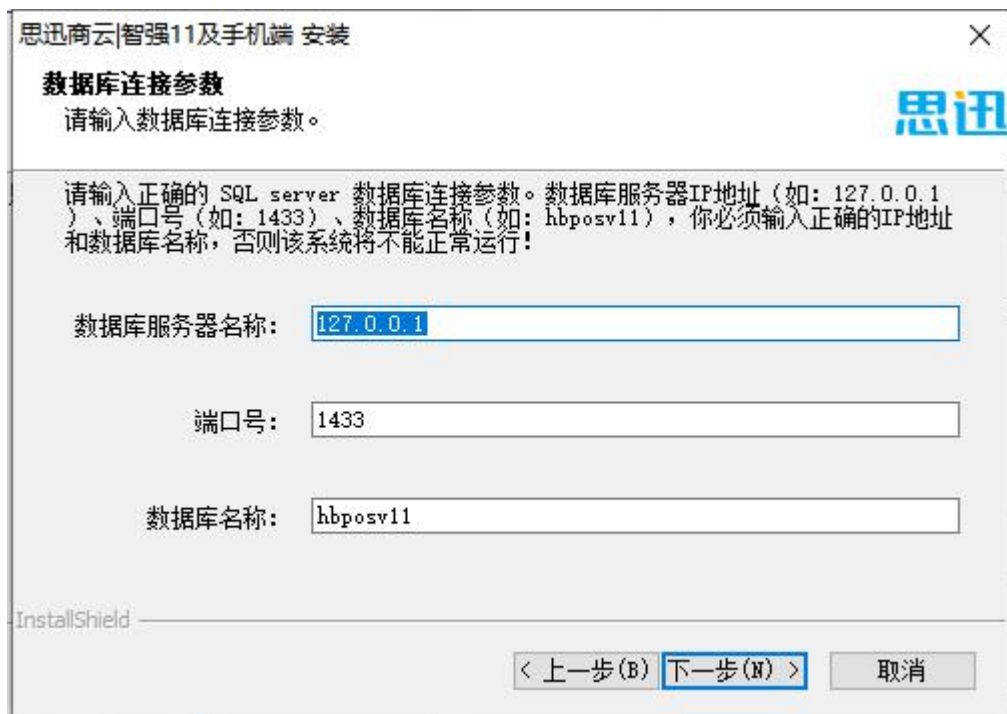 思迅商云|智强11及手机端 安装
数据库连接参数
请输入数据库连接参数。
思迅
请输入正确的 SQL server 数据库连接参数。数据库服务器IP地址（如：127.0.0.1
）、端口号（如：1433）、数据库名称（如：hbposv11），你必须输入正确的IP地址
和数据库名称，否则该系统将不能正常运行！
数据库服务器名称： 127.0.0.1
端口号： 1433
数据库名称： hbposv11
InstallShield
< 上一步(B) 下一步(N) > 取消